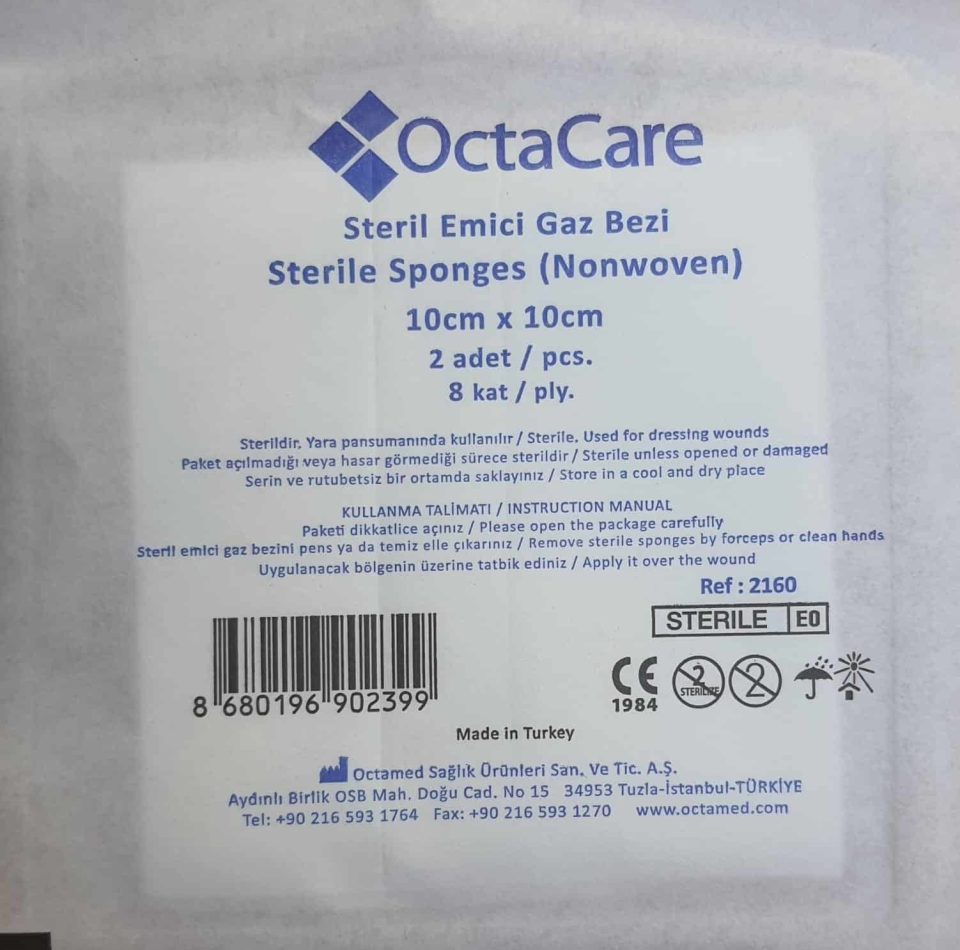 OctaCare
Steril Emici Gaz Bezi
Sterile Sponges (Nonwoven)
10cm x 10cm
2 adet / pcs.
8 kat / ply.
Sterildir. Yara pansumanında kullanılır / Sterile. Used for dressing wounds
Paket açılmadığı veya hasar görmediği sürece sterildir / Sterile unless opened or damaged
Serin ve rutubetsiz bir ortamda saklayınız / Store in a cool and dry place
KULLANMA TALİMATI / INSTRUCTION MANUAL
Paketi dikkatlice açınız / Please open the package carefully
Steril emici gaz bezini pens ya da temiz elle çıkarınız / Remove sterile sponges by forceps or clean hands
Uygulanacak bölgenin üzerine tatbik ediniz / Apply it over the wound
Ref : 2160
STERILE EO
CE 2 STERILIZE 2
1984
8 680196 902399
Made in Turkey
Octamed Sağlık Ürünleri San. Ve Tic. A.Ş.
Aydınlı Birlik OSB Mah. Doğu Cad. No 15 34953 Tuzla-İstanbul-TÜRKİYE
Tel: +90 216 593 1764 Fax: +90 216 593 1270 www.octamed.com